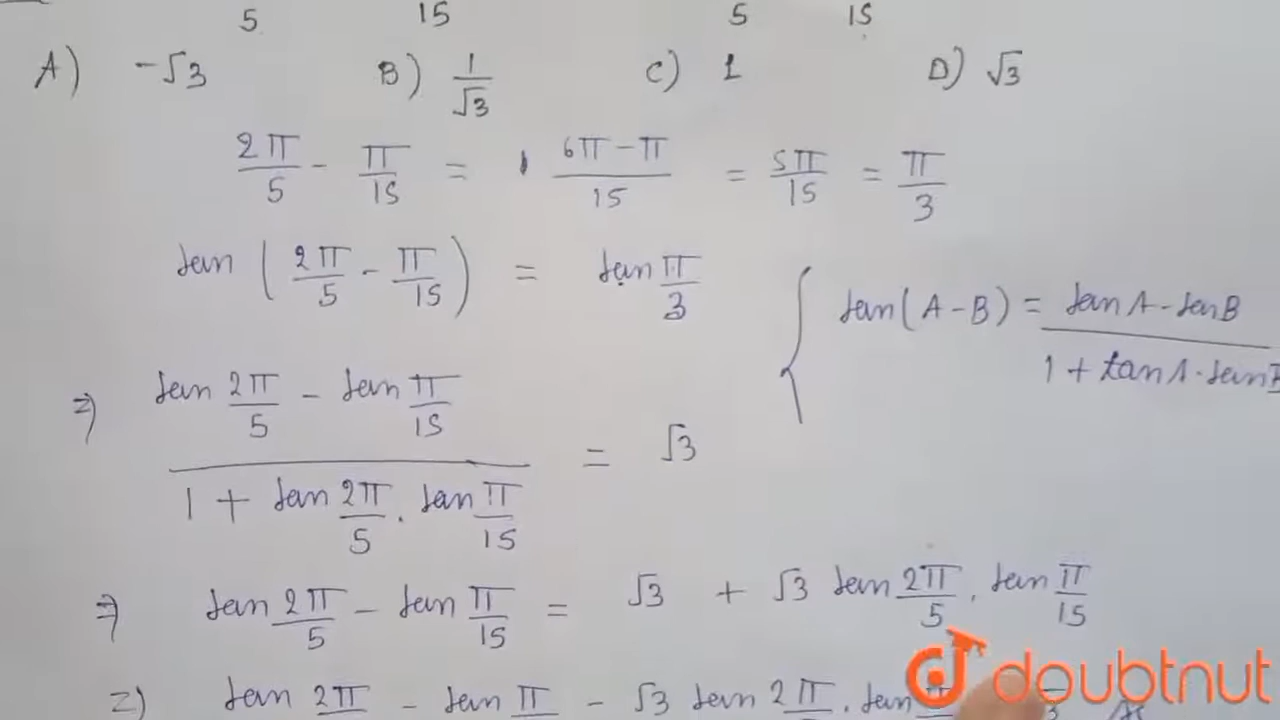 5 15 5 15
A) -√3 B) 1/√3 C) 1 D) √3
2π/5 - π/15 = (6π-π)/15 = 5π/15 = π/3
tan (2π/5 - π/15) = tan π/3
{ tan(A-B) = (tanA-tanB)/(1+tanA.tan
⇒ (tan 2π/5 - tan π/15)/(1 + tan 2π/5 . tan π/15) = √3
⇒ tan 2π/5 - tan π/15 = √3 + √3 tan 2π/5 . tan π/15
⇒ tan 2π - tan π - √3 tan 2π . tan
doubtnut